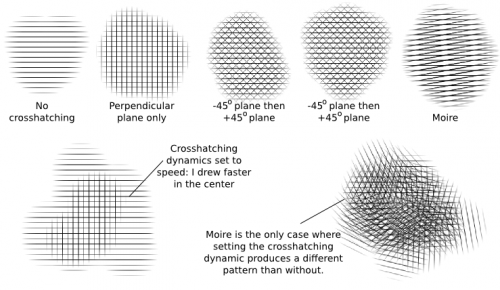 No
crosshatching
Perpendicular
plane only
-45° plane then
+45° plane
-45° plane then
+45° plane
Moire
Crosshatching
dynamics set to
speed: I drew faster
in the center
Moire is the only case where
setting the crosshatching
dynamic produces a different
pattern than without.